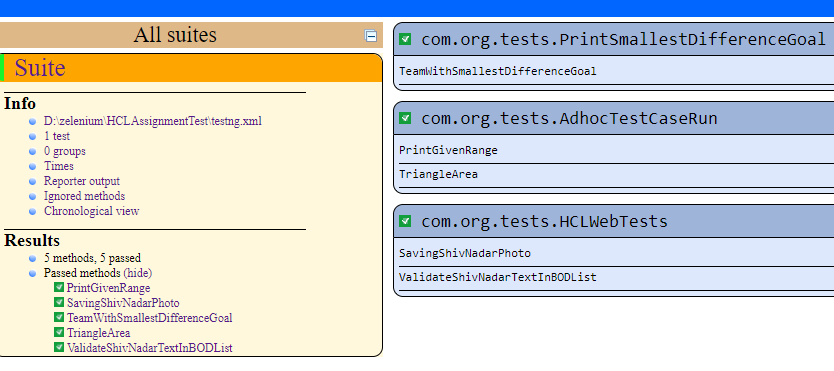 All suites
Suite
Info
D:\zelenium\HCLAssignmentTest\testng.xml
1 test
0 groups
Times
Reporter output
Ignored methods
Chronological view
Results
5 methods, 5 passed
Passed methods (hide)
PrintGivenRange
SavingShivNadarPhoto
TeamWithSmallestDifferenceGoal
TriangleArea
ValidateShivNadarTextInBODList
com.org.tests.PrintSmallestDifferenceGoal
TeamWithSmallestDifferenceGoal
com.org.tests.AdhocTestCaseRun
PrintGivenRange
TriangleArea
com.org.tests.HCLWebTests
SavingShivNadarPhoto
ValidateShivNadarTextInBODList